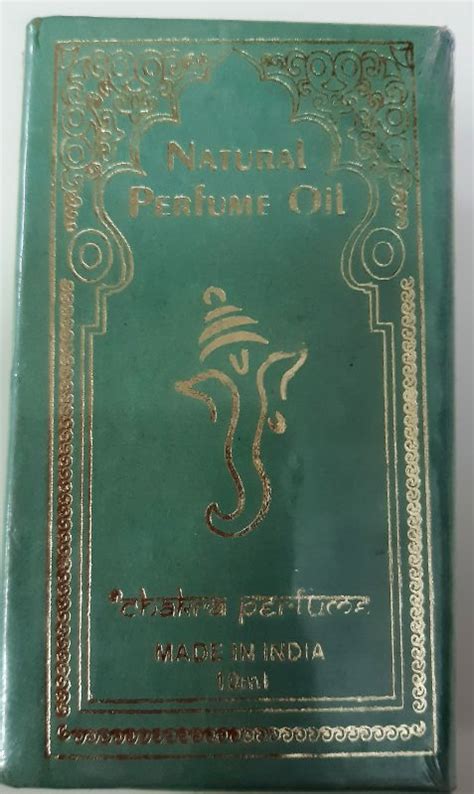 Natural
Perfume Oil
chakra perfume
MADE IN INDIA
10ml